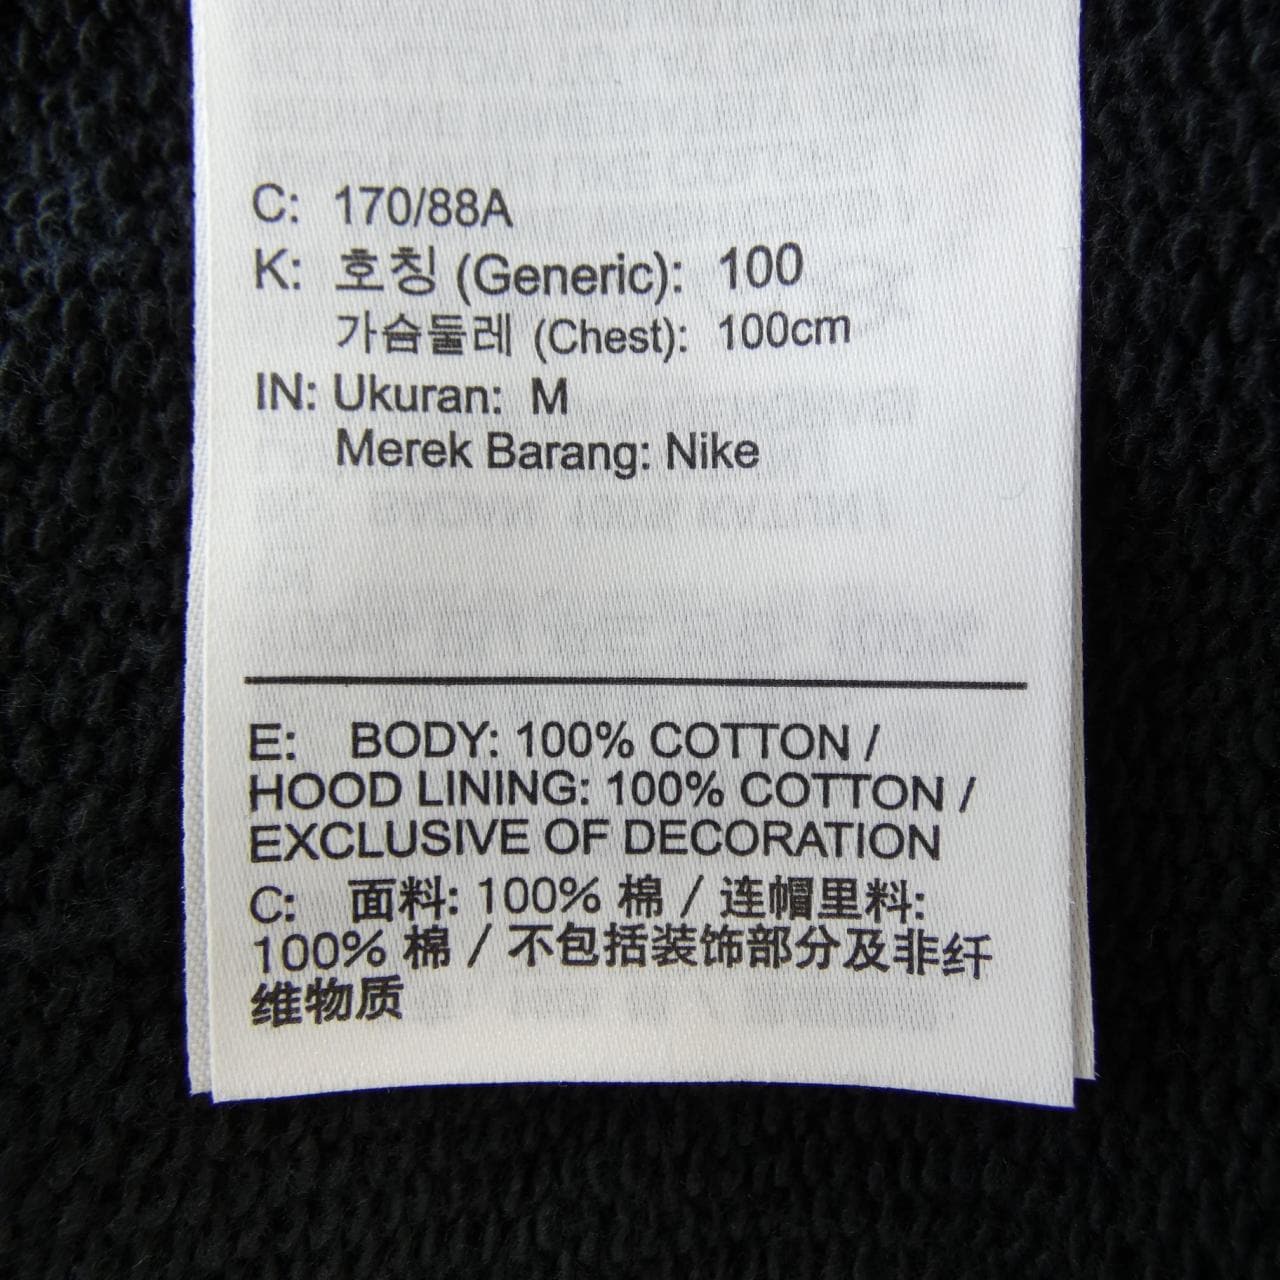 C: 170/88A
K: 호칭 (Generic): 100
가슴둘레 (Chest): 100cm
IN: Ukuran: M
Merek Barang: Nike
E: BODY: 100% COTTON /
HOOD LINING: 100% COTTON /
EXCLUSIVE OF DECORATION
C: 面料: 100% 棉 / 连帽里料:
100% 棉 / 不包括装饰部分及非纤
维物质